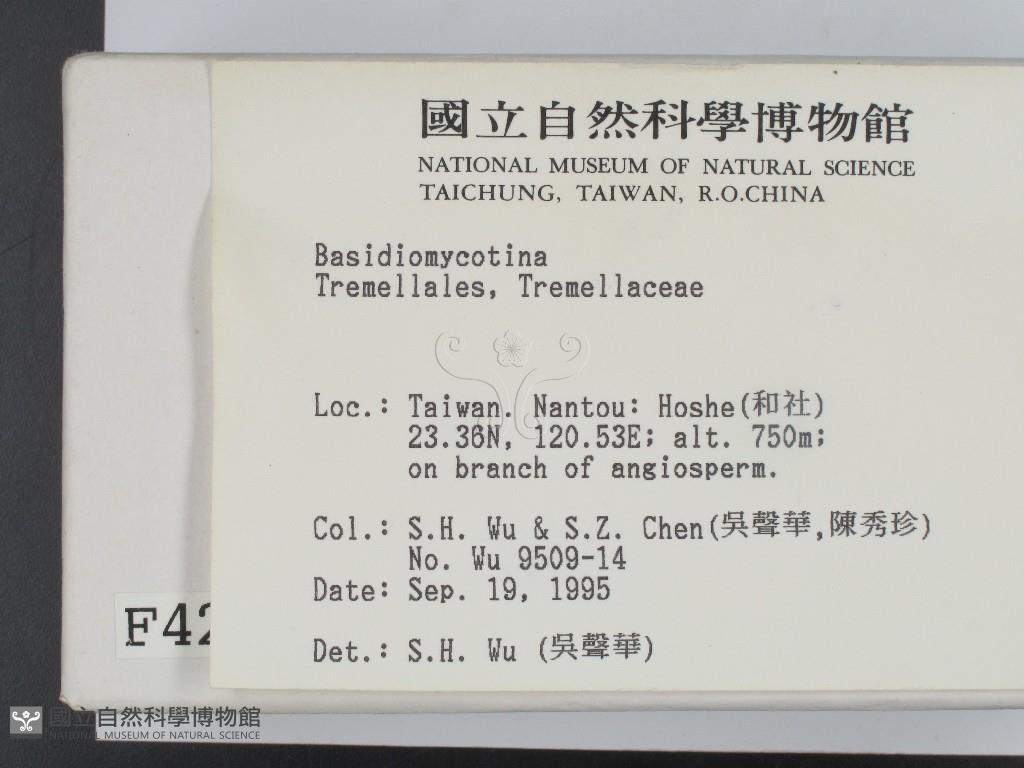 國立自然科學博物館
NATIONAL MUSEUM OF NATURAL SCIENCE
TAICHUNG, TAIWAN, R.O.CHINA
Basidiomycotina
Tremellales, Tremellaceae
Loc.: Taiwan. Nantou: Hoshe(和社)
23.36N, 120.53E; alt. 750m;
on branch of angiosperm.
Col.: S.H. Wu & S.Z. Chen(吳聲華,陳秀珍)
No. Wu 9509-14
Date: Sep. 19, 1995
F42
Det.: S.H. Wu (吳聲華)
國立自然科學博物館
NATIONAL MUSEUM OF NATURAL SCIENCE